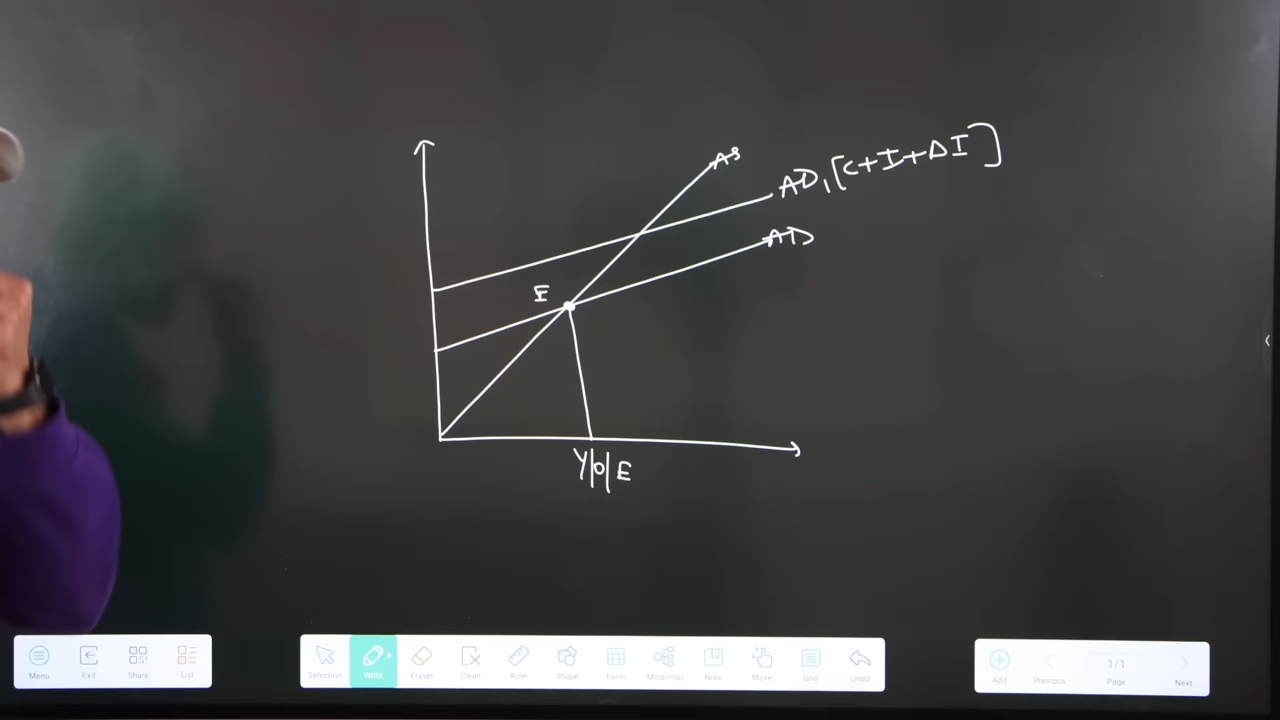 AS
AD₁[C+I+ΔI]
AD
E
Y|O|E
Menu Exit Share List
Selection Write Eraser Clean Ruler Shape Form Mind map Note Move Grid Undo
Add Previous 1/1 Page Next